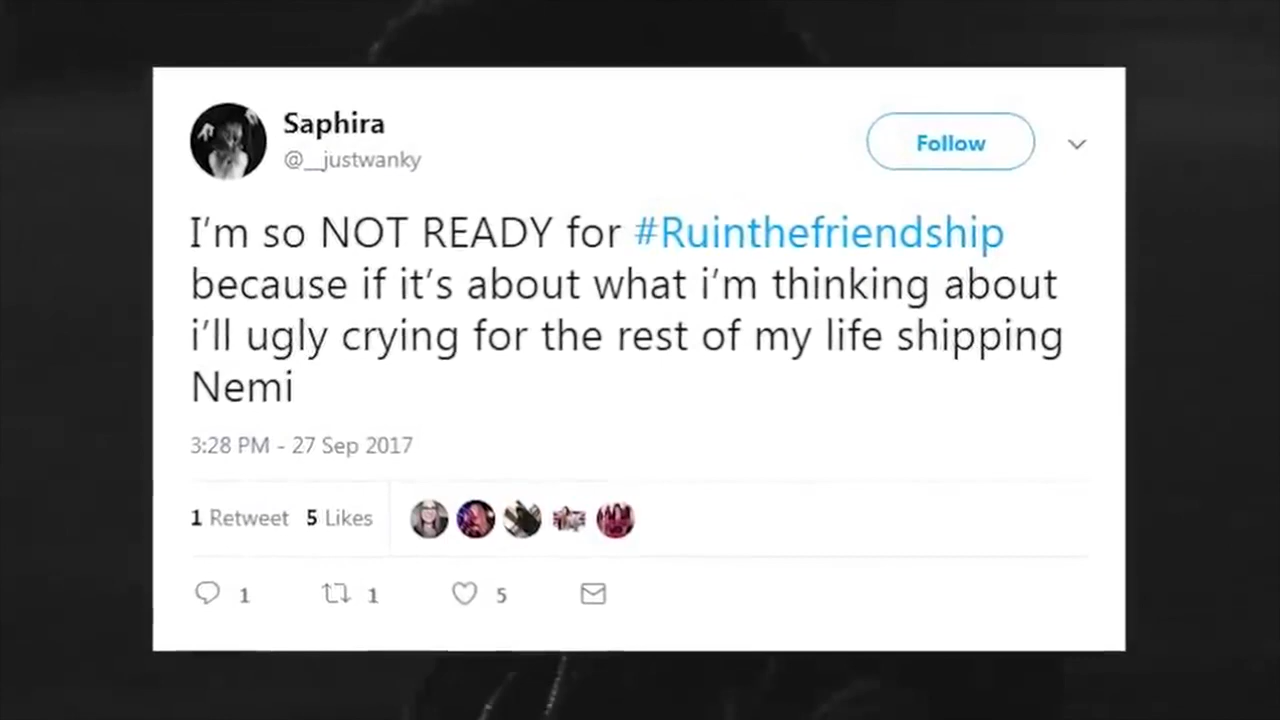 Saphira
@__justwanky
Follow
I'm so NOT READY for #Ruinthefriendship
because if it's about what i'm thinking about
i'll ugly crying for the rest of my life shipping
Nemi
3:28 PM - 27 Sep 2017
1 Retweet 5 Likes
1 1 5